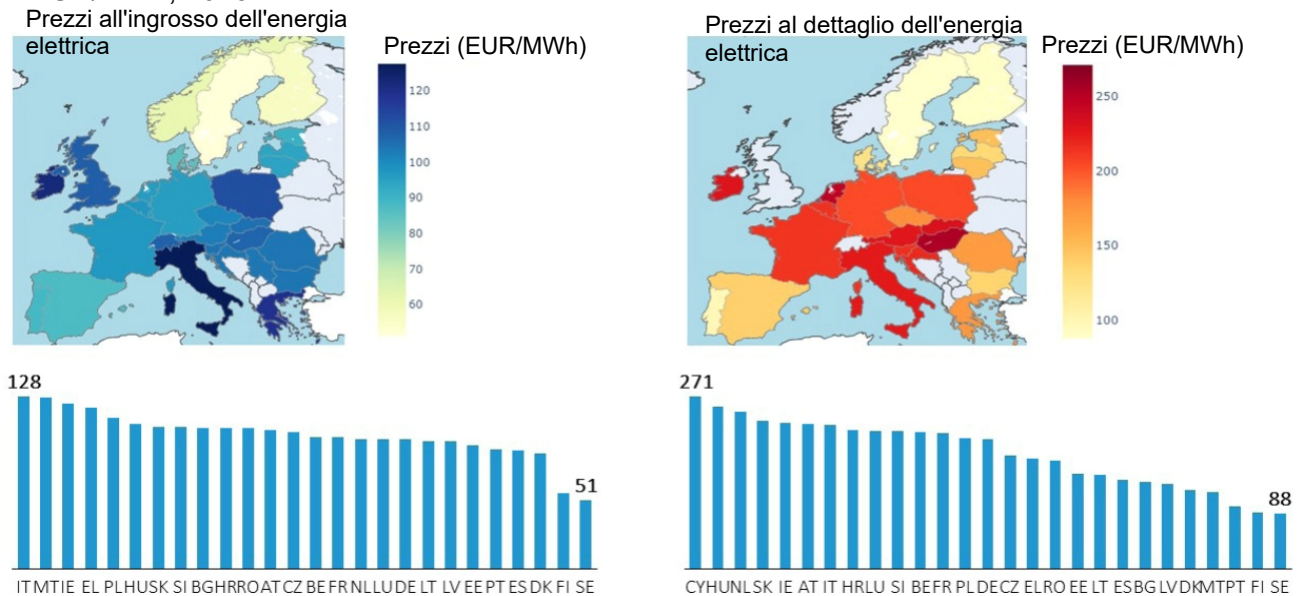 Prezzi all'ingrosso dell'energia
elettrica
Prezzi (EUR/MWh)
120
110
100
90
80
70
60
Prezzi al dettaglio dell'energia
elettrica
Prezzi (EUR/MWh)
250
200
150
100
128
51
IT MT IE EL PL HU SK SI BG HR RO AT CZ BE FR NL LU DE LT LV EE PT ES DK FI SE
271
88
CY HU NL SK IE AT IT HR LU SI BE FR PL DE CZ EL RO EE LT ES BG LV DK MT PT FI SE